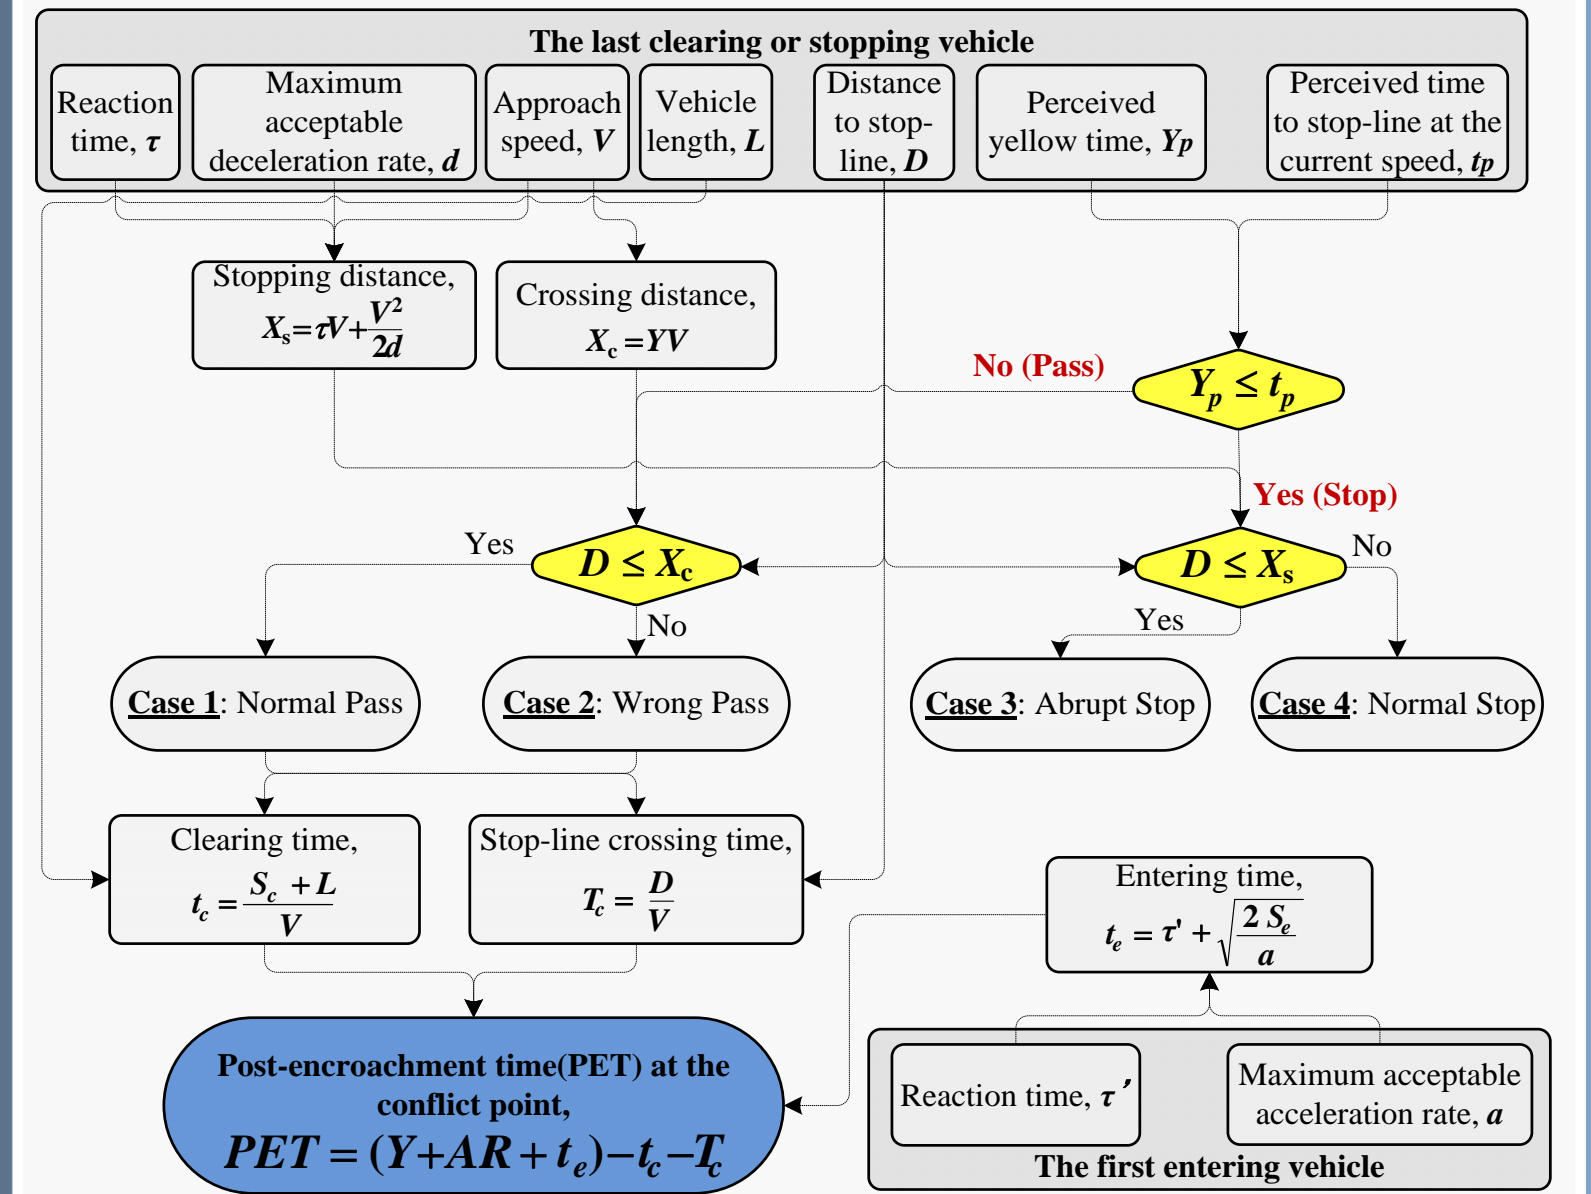 The last clearing or stopping vehicle
Reaction
time, τ
Maximum
acceptable
deceleration rate, d
Approach
speed, V
Vehicle
length, L
Distance
to stop-
line, D
Perceived
yellow time, Yp
Perceived time
to stop-line at the
current speed, tp
Stopping distance,
Xs=τV+V²/2d
Crossing distance,
Xc=YV
No (Pass)
Yp ≤ tp
Yes (Stop)
Yes
D ≤ Xc
No
D ≤ Xs
No
Yes
Case 1: Normal Pass
Case 2: Wrong Pass
Case 3: Abrupt Stop
Case 4: Normal Stop
Clearing time,
tc = (Sc + L)/V
Stop-line crossing time,
Tc = D/V
Entering time,
te = τ' + √(2 Se/a)
Post-encroachment time(PET) at the
conflict point,
PET = (Y+AR+te)−tc−Tc
Reaction time, τ′
Maximum acceptable
acceleration rate, a
The first entering vehicle